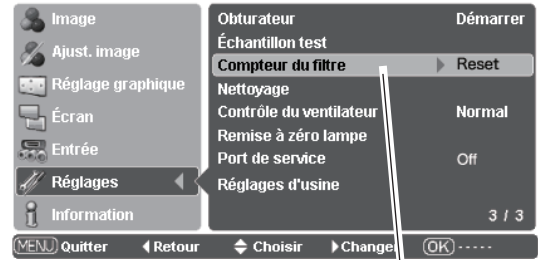 Image
Ajust. image
Réglage graphique
Écran
Entrée
Réglages
Information
Obturateur Démarrer
Échantillon test
Compteur du filtre Reset
Nettoyage
Contrôle du ventilateur Normal
Remise à zéro lampe
Port de service Off
Réglages d'usine
3 / 3
MENU Quitter Retour Choisir Changer OK -----